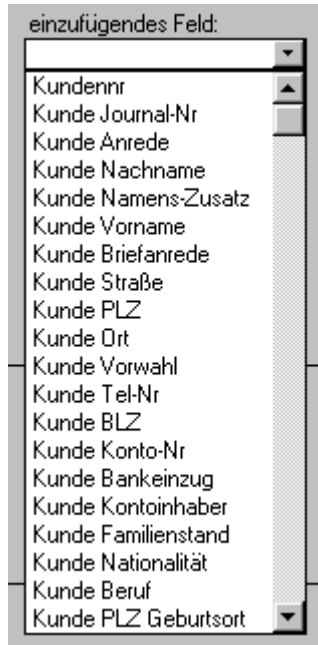 einzufügendes Feld:
Kundennr
Kunde Journal-Nr
Kunde Anrede
Kunde Nachname
Kunde Namens-Zusatz
Kunde Vorname
Kunde Briefanrede
Kunde Straße
Kunde PLZ
Kunde Ort
Kunde Vorwahl
Kunde Tel-Nr
Kunde BLZ
Kunde Konto-Nr
Kunde Bankeinzug
Kunde Kontoinhaber
Kunde Familienstand
Kunde Nationalität
Kunde Beruf
Kunde PLZ Geburtsort